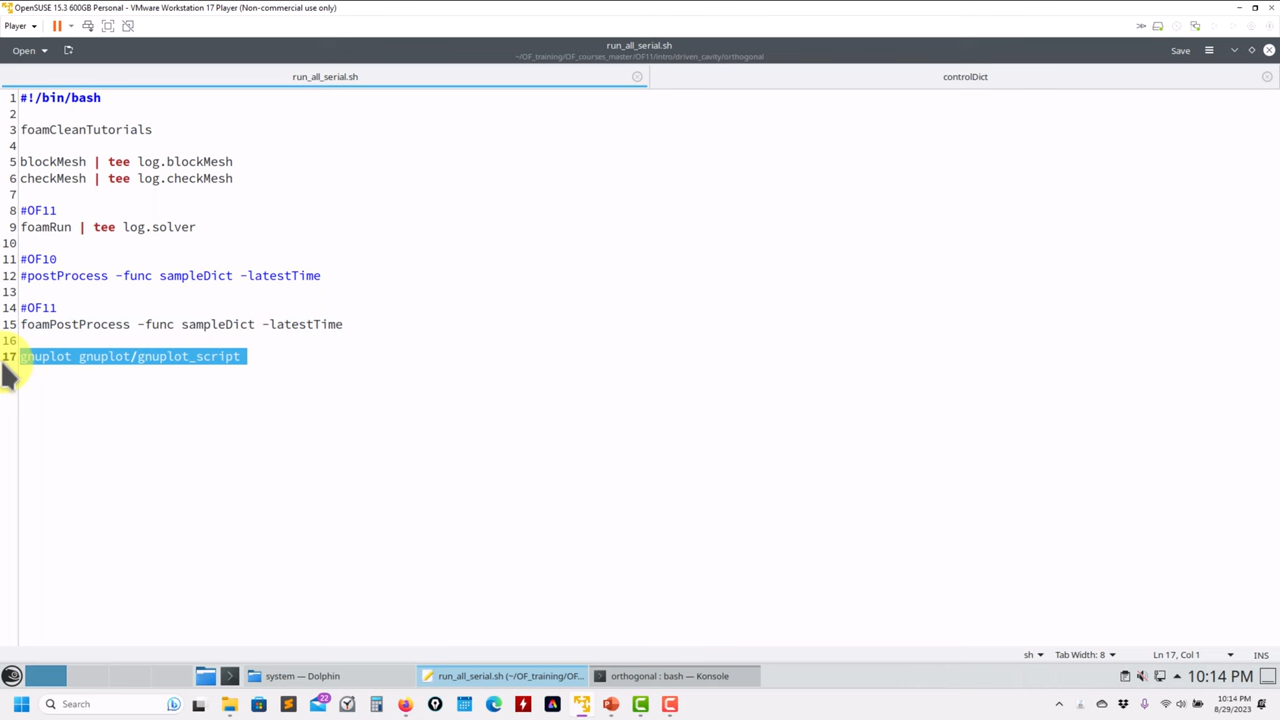 OpenSUSE 15.3 600GB Personal - VMware Workstation 17 Player (Non-commercial use only)
Player
Open
run_all_serial.sh
~/OF_training/OF_courses_master/OF11/intro/driven_cavity/orthogonal
Save
run_all_serial.sh
controlDict
1 #!/bin/bash
2
3 foamCleanTutorials
4
5 blockMesh | tee log.blockMesh
6 checkMesh | tee log.checkMesh
7
8 #OF11
9 foamRun | tee log.solver
10
11 #OF10
12 #postProcess -func sampleDict -latestTime
13
14 #OF11
15 foamPostProcess -func sampleDict -latestTime
16
17 gnuplot gnuplot/gnuplot_script
sh
Tab Width: 8
Ln 17, Col 1
INS
system — Dolphin
run_all_serial.sh (~/OF_training/OF...
orthogonal : bash — Konsole
10:14 PM
Search
22
10:14 PM
8/29/2023